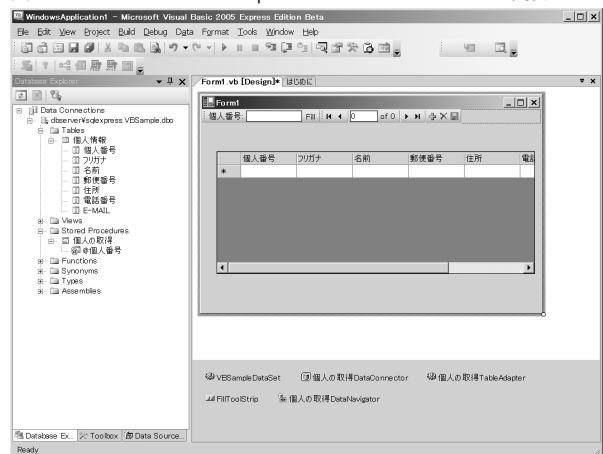 WindowsApplication1 - Microsoft Visual Basic 2005 Express Edition Beta
File Edit View Project Build Debug Data Format Tools Window Help
Database Explorer
Form1.vb [Design]* はじめに
Data Connections
dbserver¥sqlexpress.VBSample.dbo
Tables
個人情報
個人番号
フリガナ
名前
郵便番号
住所
電話番号
E-MAIL
Views
Stored Procedures
個人の取得
@個人番号
Functions
Synonyms
Types
Assemblies
Form1
個人番号: Fill 0 of 0
個人番号 フリガナ 名前 郵便番号 住所 電話
VBSampleDataSet 個人の取得DataConnector 個人の取得TableAdapter
FillToolStrip 個人の取得DataNavigator
Database Ex... Toolbox Data Source...
Ready